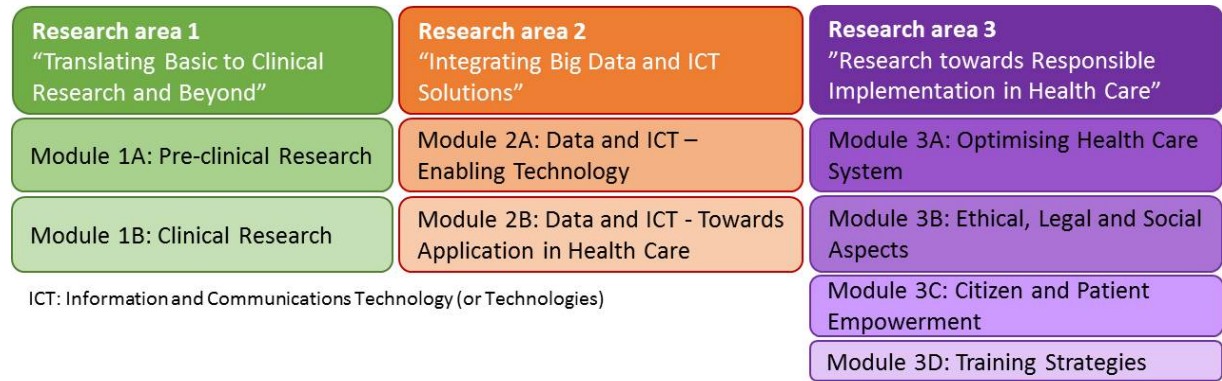 Research area 1
“Translating Basic to Clinical
Research and Beyond”
Module 1A: Pre-clinical Research
Module 1B: Clinical Research
Research area 2
“Integrating Big Data and ICT
Solutions”
Module 2A: Data and ICT –
Enabling Technology
Module 2B: Data and ICT - Towards
Application in Health Care
Research area 3
”Research towards Responsible
Implementation in Health Care”
Module 3A: Optimising Health Care
System
Module 3B: Ethical, Legal and Social
Aspects
Module 3C: Citizen and Patient
Empowerment
Module 3D: Training Strategies
ICT: Information and Communications Technology (or Technologies)